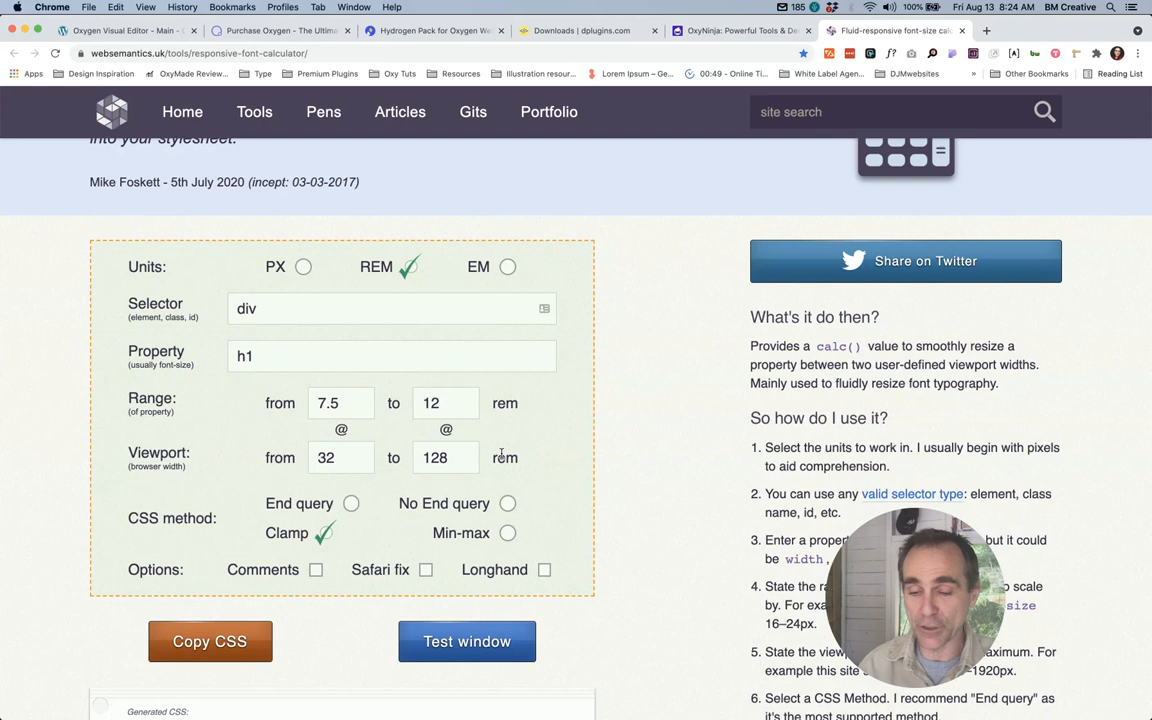 Chrome File Edit View History Bookmarks Profiles Tab Window Help 185 100% Fri Aug 13 8:24 AM BM Creative
Oxygen Visual Editor - Main - Purchase Oxygen - The Ultima Hydrogen Pack for Oxygen W Downloads | dplugins.com OxyNinja: Powerful Tools & De Fluid-responsive font-size calc
websemantics.uk/tools/responsive-font-calculator/
Apps Design Inspiration OxyMade Review... Type Premium Plugins Oxy Tuts Resources Illustration resour... Lorem Ipsum – Ge... 00:49 - Online Ti... White Label Agen... DJMwebsites » Other Bookmarks Reading List
Home Tools Pens Articles Gits Portfolio site search
into your stylesheet.
Mike Foskett - 5th July 2020 (incept: 03-03-2017)
Units: PX REM EM
Selector
(element, class, id)
div
Property
(usually font-size)
h1
Range:
(of property)
from 7.5 to 12 rem
@ @
Viewport:
(browser width)
from 32 to 128 rem
CSS method:
End query No End query
Clamp Min-max
Options: Comments Safari fix Longhand
Copy CSS Test window
Generated CSS:
Share on Twitter
What's it do then?
Provides a calc() value to smoothly resize a
property between two user-defined viewport widths.
Mainly used to fluidly resize font typography.
So how do I use it?
1. Select the units to work in. I usually begin with pixels
to aid comprehension.
2. You can use any valid selector type: element, class
name, id, etc.
3. Enter a proper but it could
be width,
4. State the ra to scale
by. For exa size
16–24px.
5. State the view aximum. For
example this site –1920px.
6. Select a CSS Method. I recommend "End query" as
it's the most supported method.